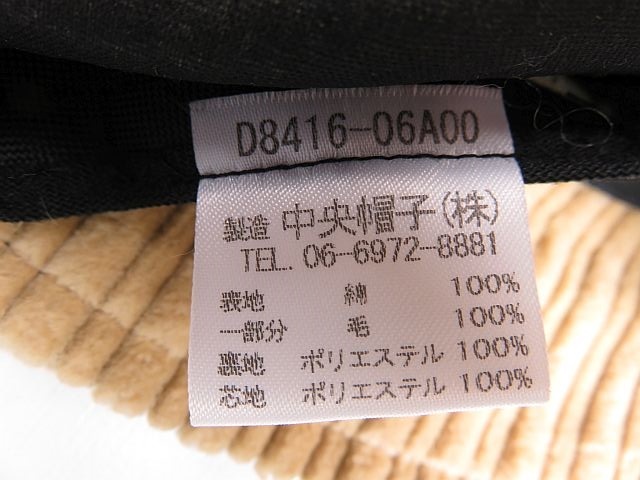 D8416-06A00
製造 中央帽子(株)
TEL. 06-6972-8881
表地 綿 100%
一部分 毛 100%
裏地 ポリエステル 100%
芯地 ポリエステル 100%